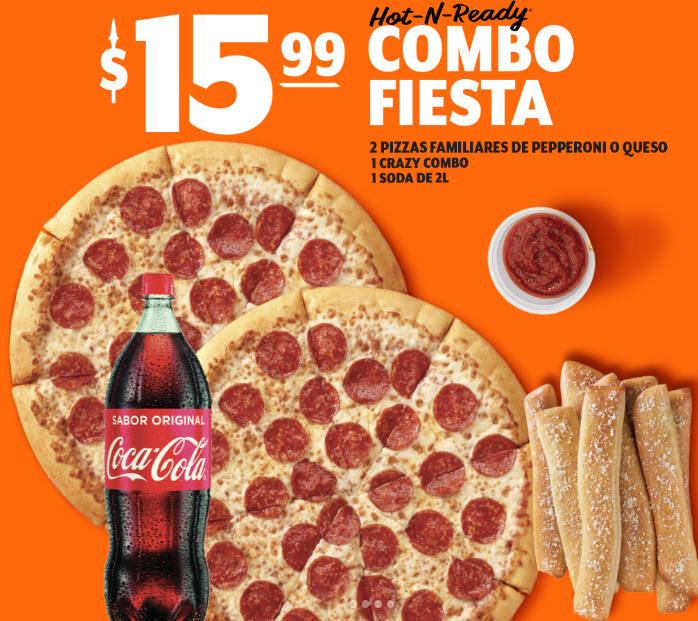 $15.99
Hot-N-Ready®
COMBO
FIESTA
2 PIZZAS FAMILIARES DE PEPPERONI O QUESO
1 CRAZY COMBO
1 SODA DE 2L
SABOR ORIGINAL
Coca-Cola